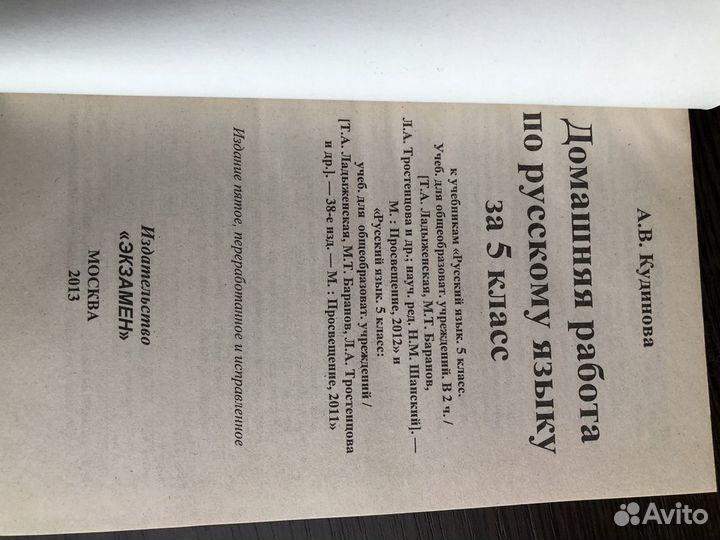 А.В. Кудинова
Домашняя работа
по русскому языку
за 5 класс
к учебникам «Русский язык. 5 класс.
Учеб. для общеобразоват. учреждений. В 2 ч. /
[Т.А. Ладыженская, М.Т. Баранов,
Л.А. Тростенцова и др.; науч. ред. Н.М. Шанский]. —
М. : Просвещение, 2012» и
«Русский язык. 5 класс:
учеб. для общеобразоват. учреждений /
[Т.А. Ладыженская, М.Т. Баранов, Л.А. Тростенцова
и др.]. — 38-е изд. — М. : Просвещение, 2011»
Издание пятое, переработанное и исправленное
Издательство
«ЭКЗАМЕН»
МОСКВА
2013
Avito